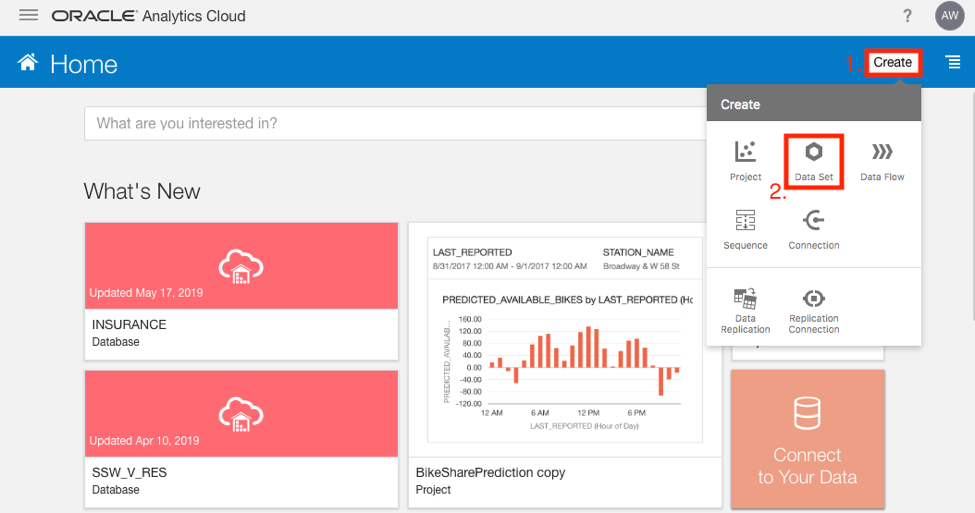 ORACLE® Analytics Cloud
?
AW
Home
1.
Create
Create
What are you interested in?
Project
Data Set
Data Flow
2.
Sequence
Connection
Data
Replication
Replication
Connection
What's New
Updated May 17, 2019
INSURANCE
Database
LAST_REPORTED
8/31/2017 12:00 AM - 9/1/2017 12:00 AM
STATION_NAME
Broadway & W 58 St
PREDICTED_AVAILABLE_BIKES by LAST_REPORTED (Ho
PREDICTED_AVAILAB...
160.00
120.00
80.00
40.00
0.00
-40.00
-80.00
-120.00
12 AM
6 AM
12 PM
6 PM
LAST_REPORTED (Hour of Day)
BikeSharePrediction copy
Project
Updated Apr 10, 2019
SSW_V_RES
Database
Connect
to Your Data